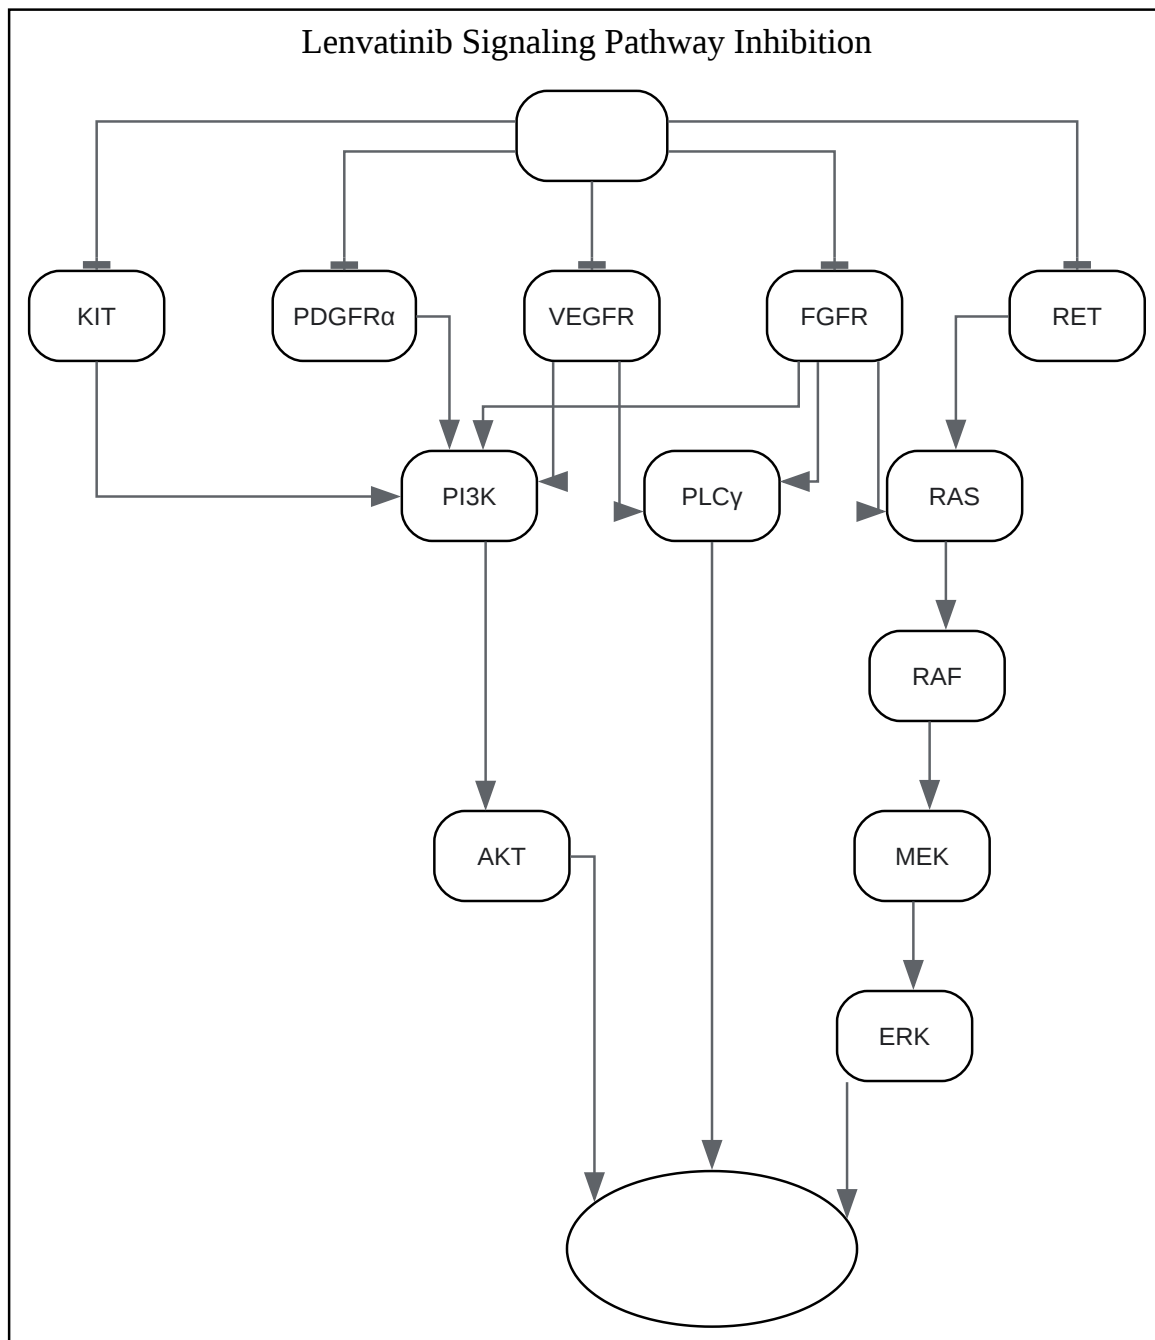 Lenvatinib Signaling Pathway Inhibition
KIT
PDGFRα
VEGFR
FGFR
RET
PI3K
PLCγ
RAS
RAF
AKT
MEK
ERK